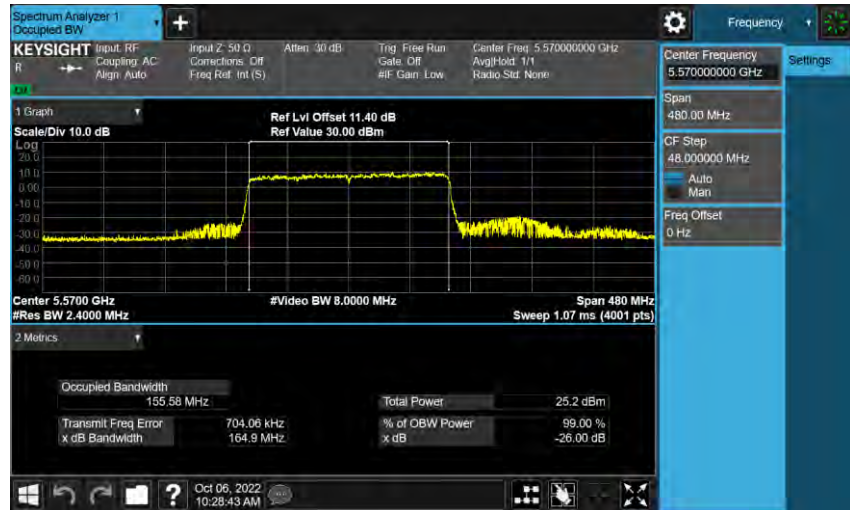 Spectrum Analyzer 1
Occupied BW
+
Frequency
KEYSIGHT
Input: RF
Coupling: AC
Align: Auto
Input Z: 50 Ω
Corrections: Off
Freq Ref: Int (S)
Atten: 30 dB
Trig: Free Run
Gate: Off
#IF Gain: Low
Center Freq: 5.570000000 GHz
Avg|Hold: 1/1
Radio Std: None
R
Center Frequency
5.570000000 GHz
Settings
Span
480.00 MHz
CF Step
48.000000 MHz
Auto
Man
Freq Offset
0 Hz
1 Graph
Scale/Div 10.0 dB
Ref Lvl Offset 11.40 dB
Ref Value 30.00 dBm
Log
20.0
10.0
0.00
-10.0
-20.0
-30.0
-40.0
-50.0
-60.0
Center 5.5700 GHz
#Video BW 8.0000 MHz
Span 480 MHz
#Res BW 2.4000 MHz
Sweep 1.07 ms (4001 pts)
2 Metrics
Occupied Bandwidth
155.58 MHz
Total Power
25.2 dBm
Transmit Freq Error
704.06 kHz
% of OBW Power
99.00 %
x dB Bandwidth
164.9 MHz
x dB
-26.00 dB
?
Oct 06, 2022
10:28:43 AM